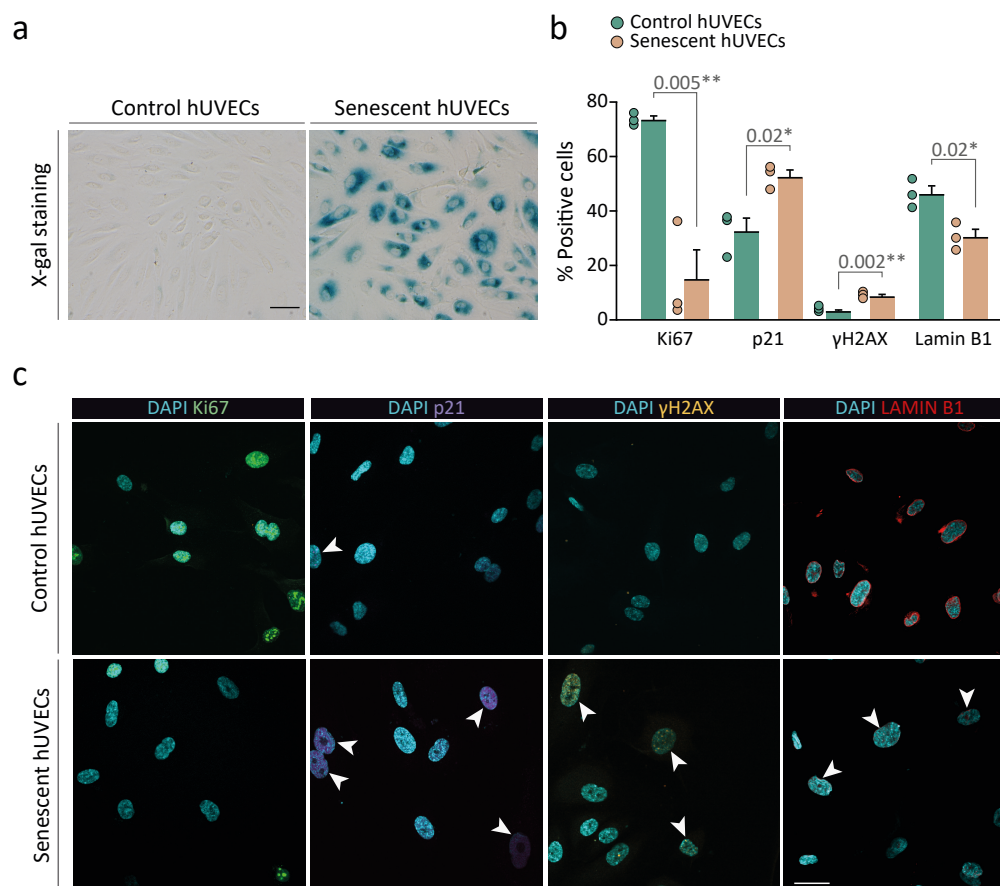 a
Control hUVECs
Senescent hUVECs
X-gal staining
b
Control hUVECs
Senescent hUVECs
% Positive cells
80
60
40
20
0
0.005**
0.02*
0.002**
0.02*
Ki67
p21
γH2AX
Lamin B1
c
DAPI Ki67
DAPI p21
DAPI γH2AX
DAPI LAMIN B1
Control hUVECs
Senescent hUVECs